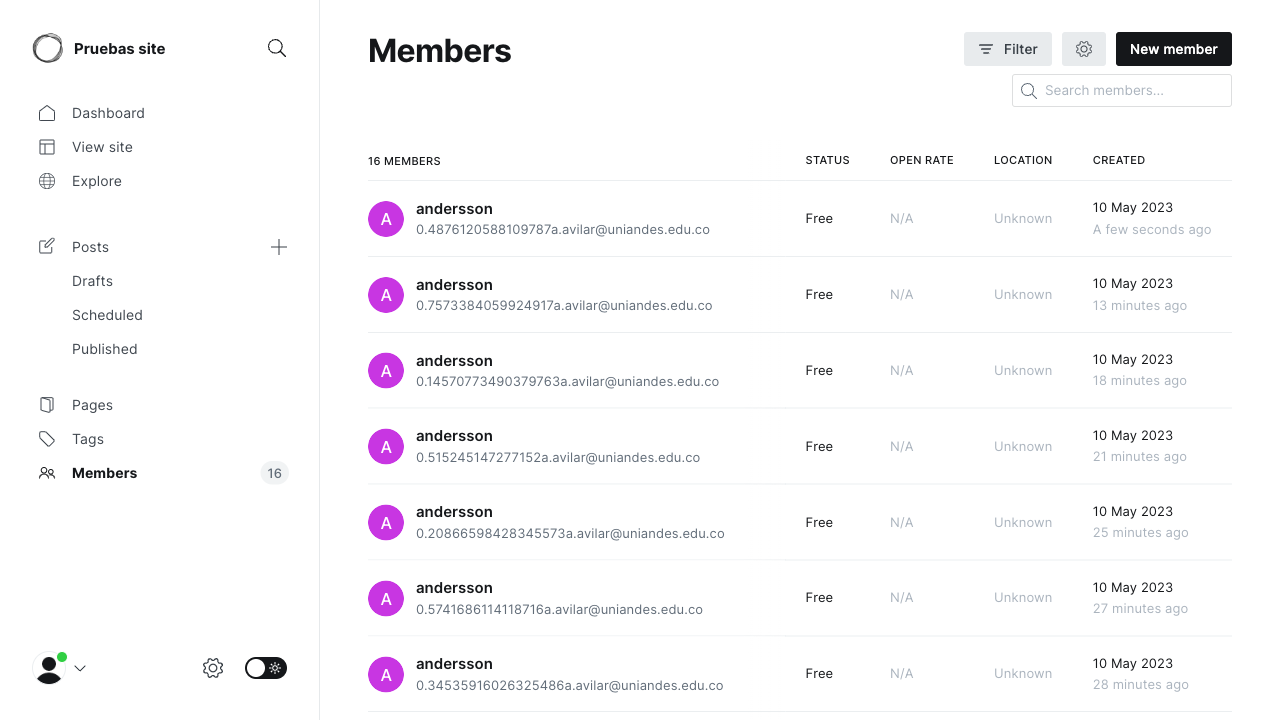 Pruebas site
Dashboard
View site
Explore
Posts
Drafts
Scheduled
Published
Pages
Tags
Members 16
Members
Filter
New member
Search members...
16 MEMBERS STATUS OPEN RATE LOCATION CREATED
A andersson
0.4876120588109787a.avilar@uniandes.edu.co
Free N/A Unknown
10 May 2023
A few seconds ago
A andersson
0.7573384059924917a.avilar@uniandes.edu.co
Free N/A Unknown
10 May 2023
13 minutes ago
A andersson
0.14570773490379763a.avilar@uniandes.edu.co
Free N/A Unknown
10 May 2023
18 minutes ago
A andersson
0.515245147277152a.avilar@uniandes.edu.co
Free N/A Unknown
10 May 2023
21 minutes ago
A andersson
0.20866598428345573a.avilar@uniandes.edu.co
Free N/A Unknown
10 May 2023
25 minutes ago
A andersson
0.5741686114118716a.avilar@uniandes.edu.co
Free N/A Unknown
10 May 2023
27 minutes ago
A andersson
0.34535916026325486a.avilar@uniandes.edu.co
Free N/A Unknown
10 May 2023
28 minutes ago